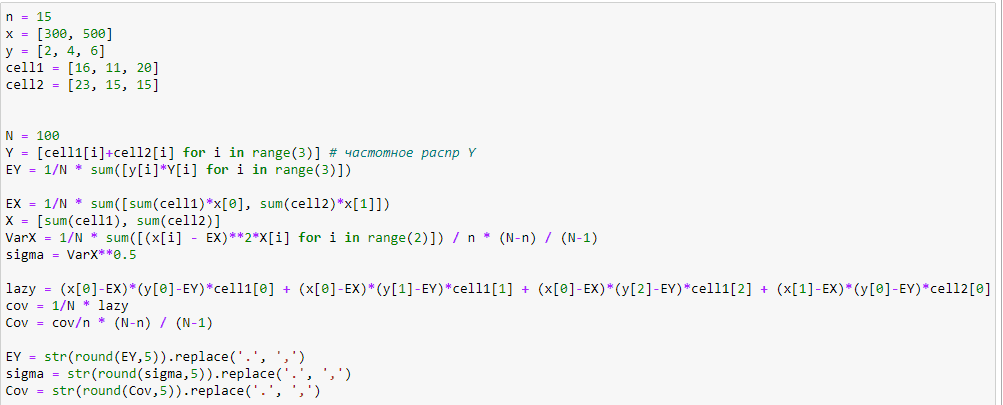 n = 15
x = [300, 500]
y = [2, 4, 6]
cell1 = [16, 11, 20]
cell2 = [23, 15, 15]
N = 100
Y = [cell1[i]+cell2[i] for i in range(3)] # частотное распр Y
EY = 1/N * sum([y[i]*Y[i] for i in range(3)])
EX = 1/N * sum([sum(cell1)*x[0], sum(cell2)*x[1]])
X = [sum(cell1), sum(cell2)]
VarX = 1/N * sum([(x[i] - EX)**2*X[i] for i in range(2)]) / n * (N-n) / (N-1)
sigma = VarX**0.5
lazy = (x[0]-EX)*(y[0]-EY)*cell1[0] + (x[0]-EX)*(y[1]-EY)*cell1[1] + (x[0]-EX)*(y[2]-EY)*cell1[2] + (x[1]-EX)*(y[0]-EY)*cell2[0]
cov = 1/N * lazy
Cov = cov/n * (N-n) / (N-1)
EY = str(round(EY,5)).replace('.', ',')
sigma = str(round(sigma,5)).replace('.', ',')
Cov = str(round(Cov,5)).replace('.', ',')